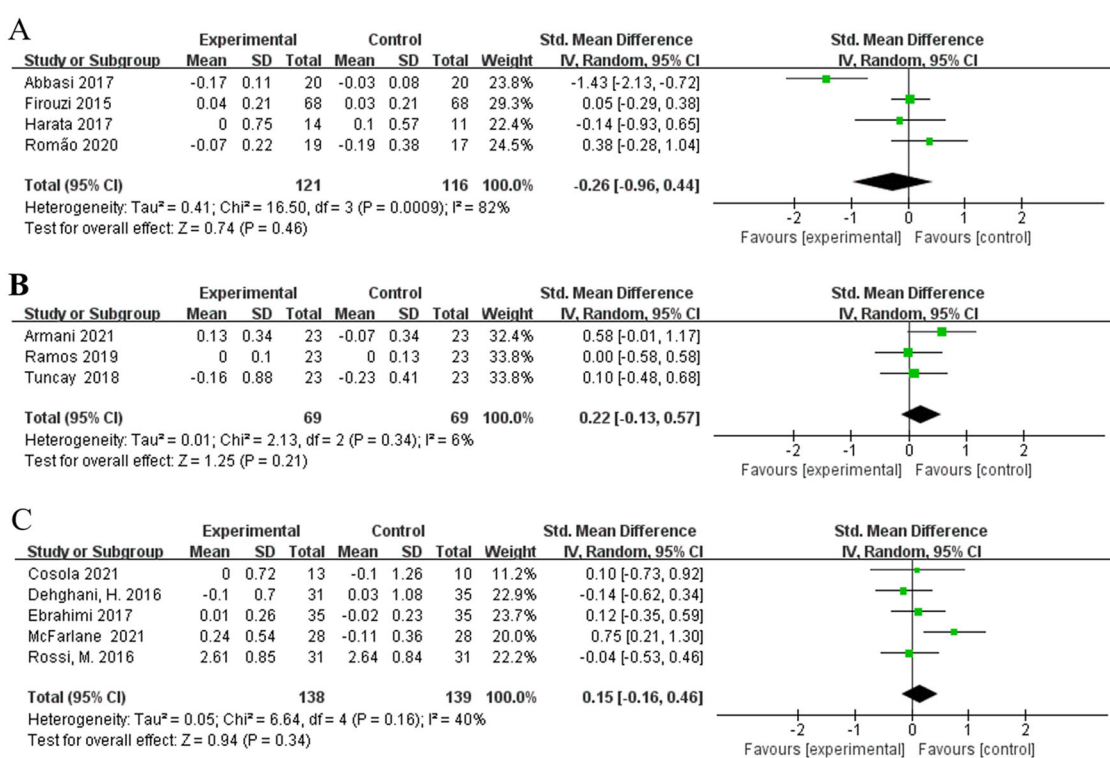 A
Experimental Control Std. Mean Difference Std. Mean Difference
Study or Subgroup Mean SD Total Mean SD Total Weight IV, Random, 95% CI IV, Random, 95% CI
Abbasi 2017 -0.17 0.11 20 -0.03 0.08 20 23.8% -1.43 [-2.13, -0.72]
Firouzi 2015 0.04 0.21 68 0.03 0.21 68 29.3% 0.05 [-0.29, 0.38]
Harata 2017 0 0.75 14 0.1 0.57 11 22.4% -0.14 [-0.93, 0.65]
Romão 2020 -0.07 0.22 19 -0.19 0.38 17 24.5% 0.38 [-0.28, 1.04]
Total (95% CI) 121 116 100.0% -0.26 [-0.96, 0.44]
Heterogeneity: Tau² = 0.41; Chi² = 16.50, df = 3 (P = 0.0009); I² = 82%
Test for overall effect: Z = 0.74 (P = 0.46)
-2 -1 0 1 2
Favours [experimental] Favours [control]
B
Experimental Control Std. Mean Difference Std. Mean Difference
Study or Subgroup Mean SD Total Mean SD Total Weight IV, Random, 95% CI IV, Random, 95% CI
Armani 2021 0.13 0.34 23 -0.07 0.34 23 32.4% 0.58 [-0.01, 1.17]
Ramos 2019 0 0.1 23 0 0.13 23 33.8% 0.00 [-0.58, 0.58]
Tuncay 2018 -0.16 0.88 23 -0.23 0.41 23 33.8% 0.10 [-0.48, 0.68]
Total (95% CI) 69 69 100.0% 0.22 [-0.13, 0.57]
Heterogeneity: Tau² = 0.01; Chi² = 2.13, df = 2 (P = 0.34); I² = 6%
Test for overall effect: Z = 1.25 (P = 0.21)
-2 -1 0 1 2
Favours [experimental] Favours [control]
C
Experimental Control Std. Mean Difference Std. Mean Difference
Study or Subgroup Mean SD Total Mean SD Total Weight IV, Random, 95% CI IV, Random, 95% CI
Cosola 2021 0 0.72 13 -0.1 1.26 10 11.2% 0.10 [-0.73, 0.92]
Dehghani, H. 2016 -0.1 0.7 31 0.03 1.08 35 22.9% -0.14 [-0.62, 0.34]
Ebrahimi 2017 0.01 0.26 35 -0.02 0.23 35 23.7% 0.12 [-0.35, 0.59]
McFarlane 2021 0.24 0.54 28 -0.11 0.36 28 20.0% 0.75 [0.21, 1.30]
Rossi, M. 2016 2.61 0.85 31 2.64 0.84 31 22.2% -0.04 [-0.53, 0.46]
Total (95% CI) 138 139 100.0% 0.15 [-0.16, 0.46]
Heterogeneity: Tau² = 0.05; Chi² = 6.64, df = 4 (P = 0.16); I² = 40%
Test for overall effect: Z = 0.94 (P = 0.34)
-2 -1 0 1 2
Favours [experimental] Favours [control]